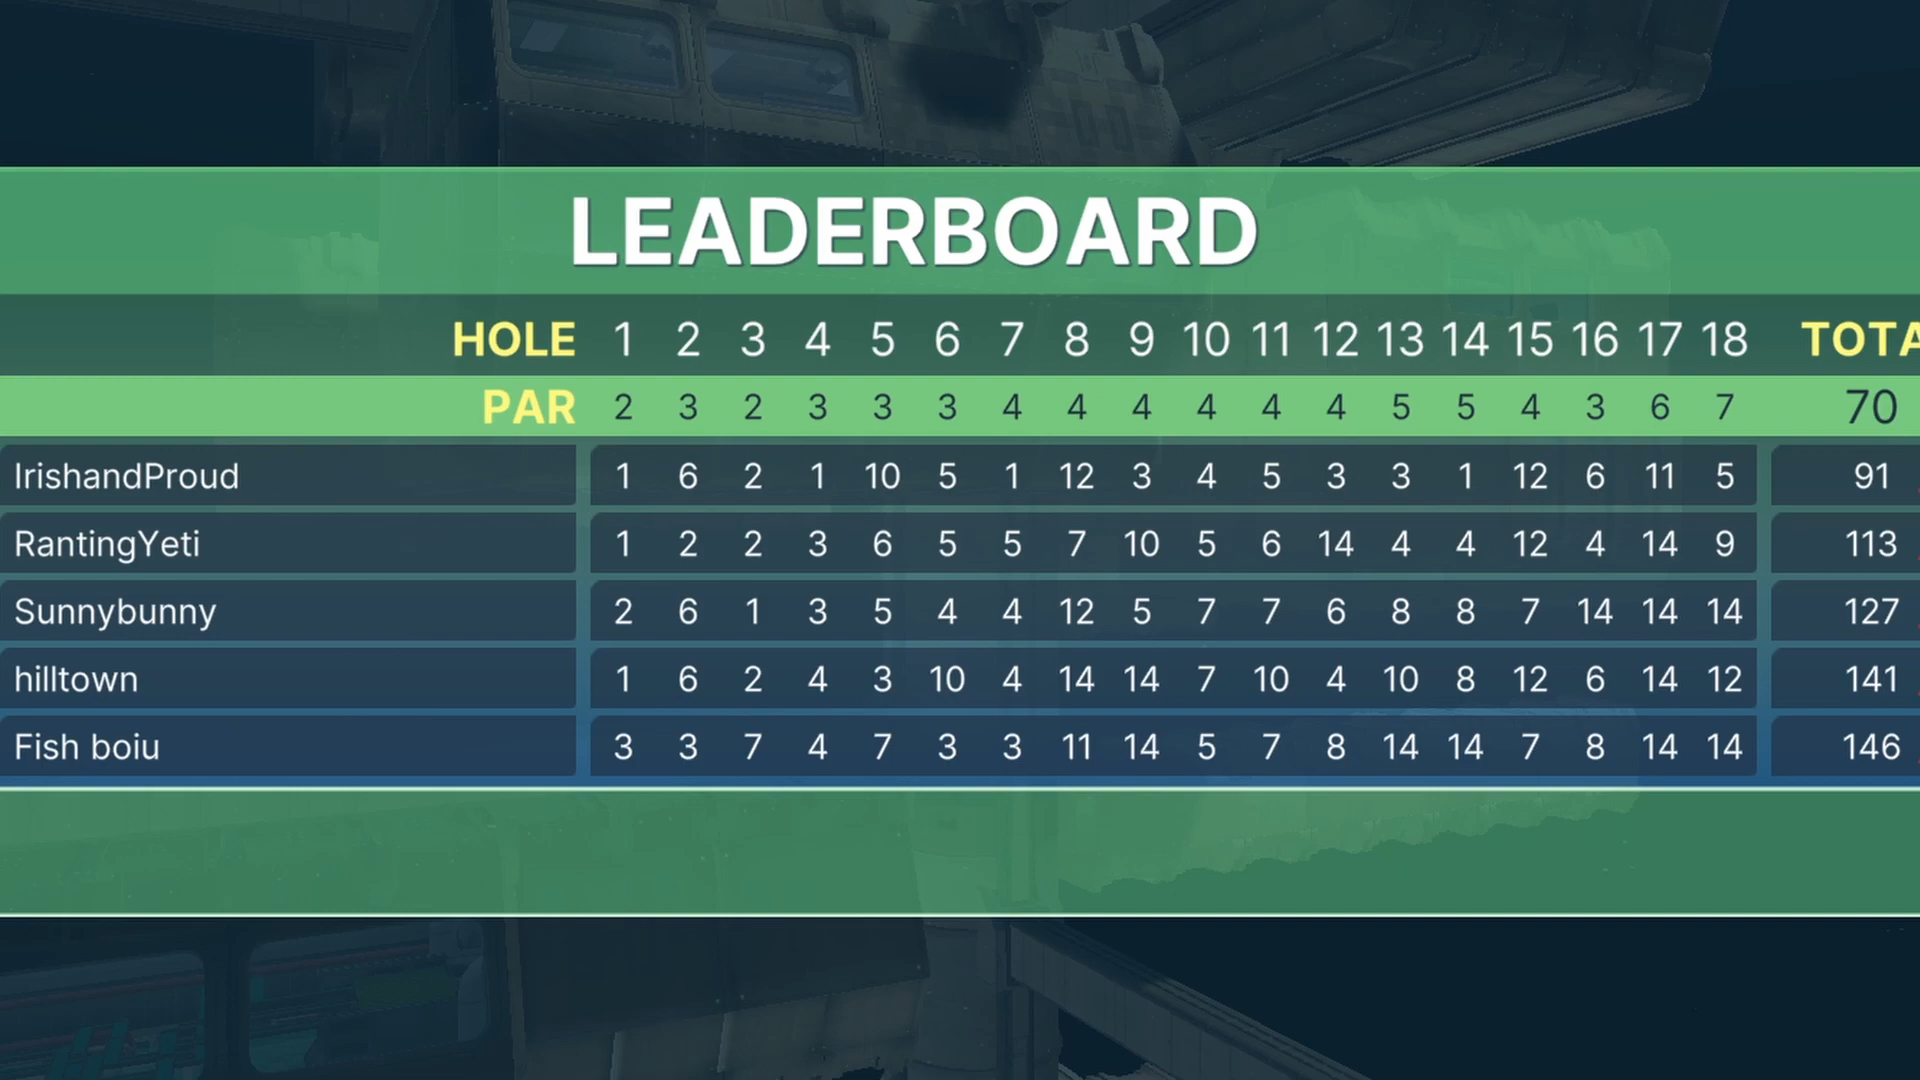 LEADERBOARD
HOLE 1 2 3 4 5 6 7 8 9 10 11 12 13 14 15 16 17 18 TOTA
PAR 2 3 2 3 3 3 4 4 4 4 4 4 5 5 4 3 6 7 70
IrishandProud 1 6 2 1 10 5 1 12 3 4 5 3 3 1 12 6 11 5 91
RantingYeti 1 2 2 3 6 5 5 7 10 5 6 14 4 4 12 4 14 9 113
Sunnybunny 2 6 1 3 5 4 4 12 5 7 7 6 8 8 7 14 14 14 127
hilltown 1 6 2 4 3 10 4 14 14 7 10 4 10 8 12 6 14 12 141
Fish boiu 3 3 7 4 7 3 3 11 14 5 7 8 14 14 7 8 14 14 146